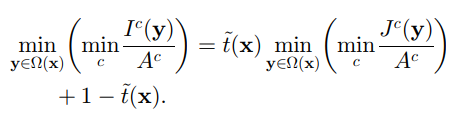 min_{y∈Ω(x)} ( min_c I^c(y) / A^c ) = t̃(x) min_{y∈Ω(x)} ( min_c J^c(y) / A^c )
+ 1 − t̃(x).